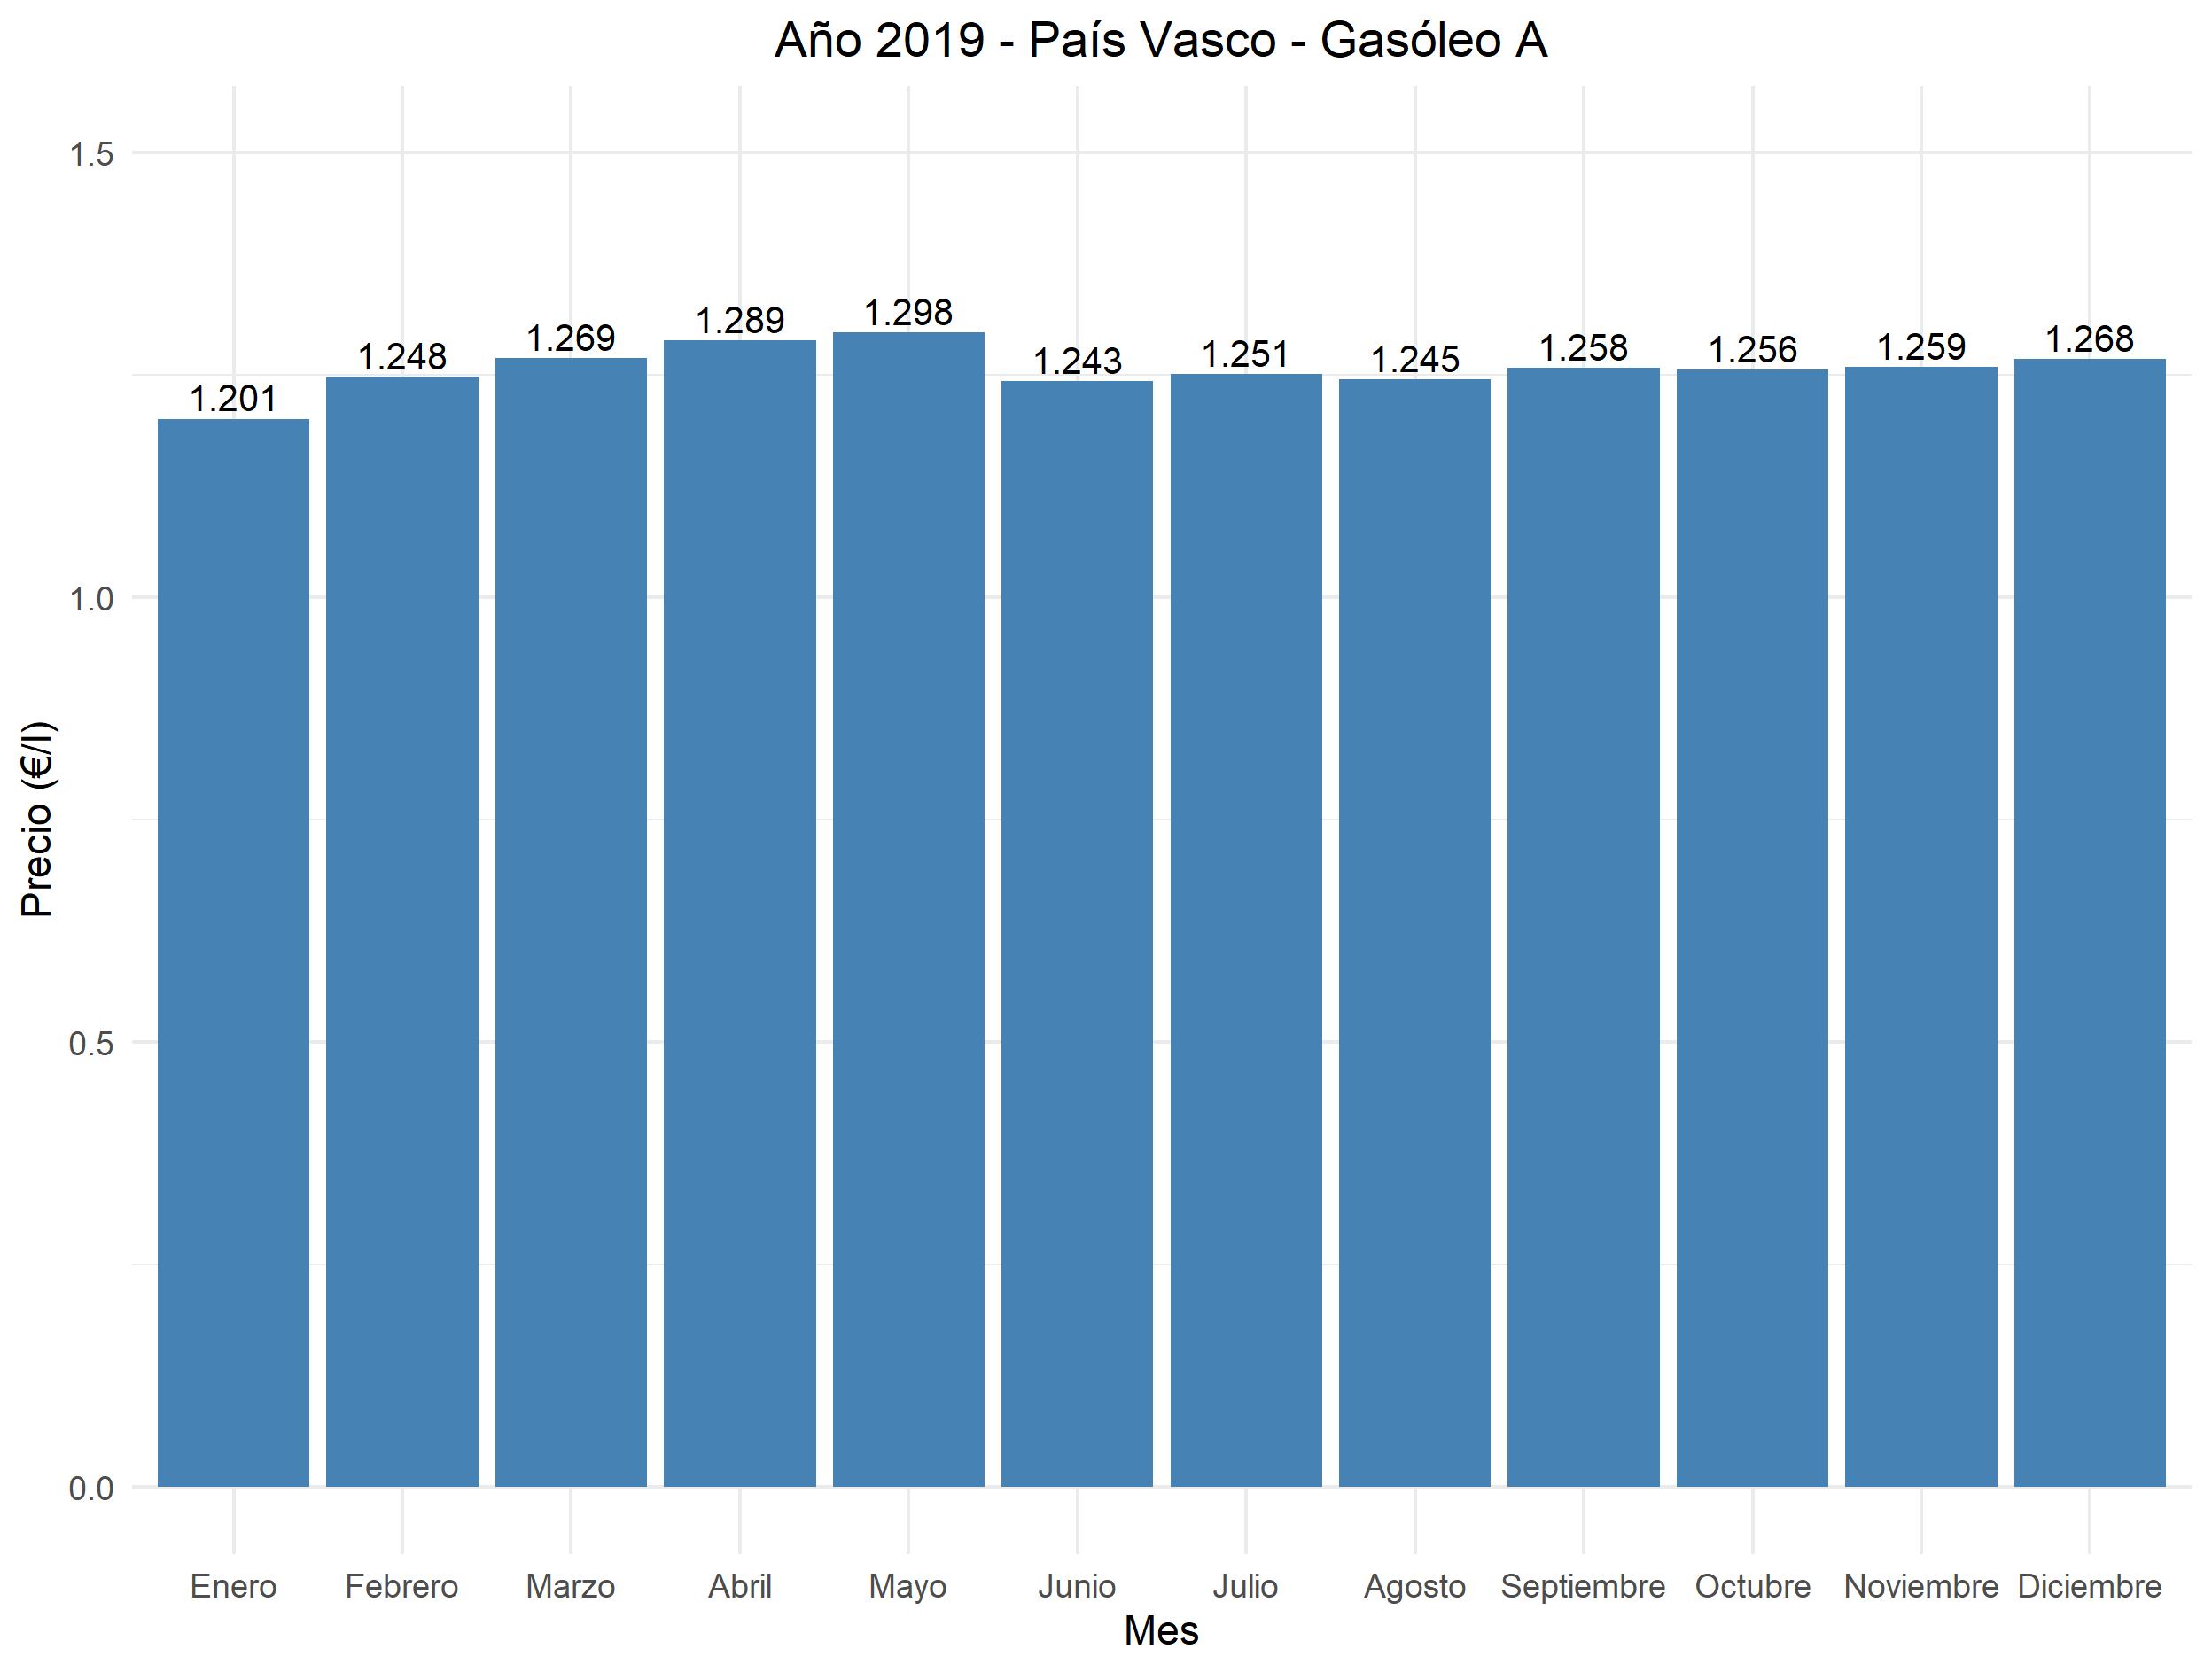 Año 2019 - País Vasco - Gasóleo A
1.5
1.0
0.5
0.0
Precio (€/l)
1.201
1.248
1.269
1.289
1.298
1.243
1.251
1.245
1.258
1.256
1.259
1.268
Enero
Febrero
Marzo
Abril
Mayo
Junio
Julio
Agosto
Septiembre
Octubre
Noviembre
Diciembre
Mes